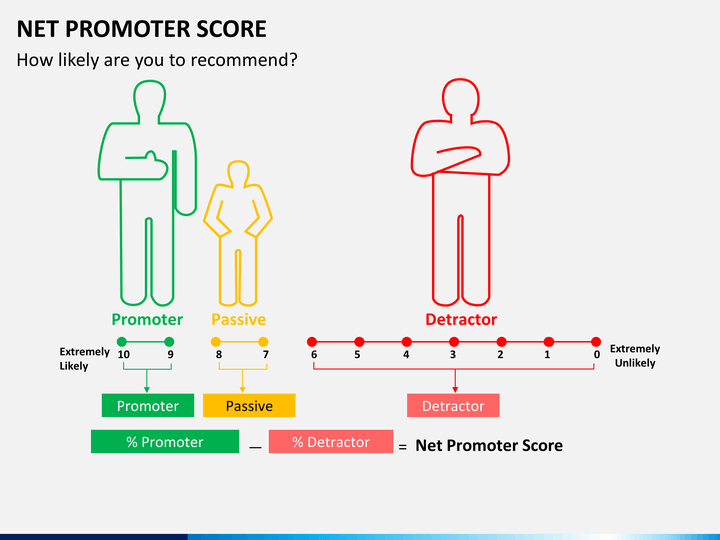 NET PROMOTER SCORE
How likely are you to recommend?
Promoter Passive Detractor
Extremely Likely 10 9 8 7 6 5 4 3 2 1 0 Extremely Unlikely
Promoter Passive Detractor
% Promoter — % Detractor = Net Promoter Score